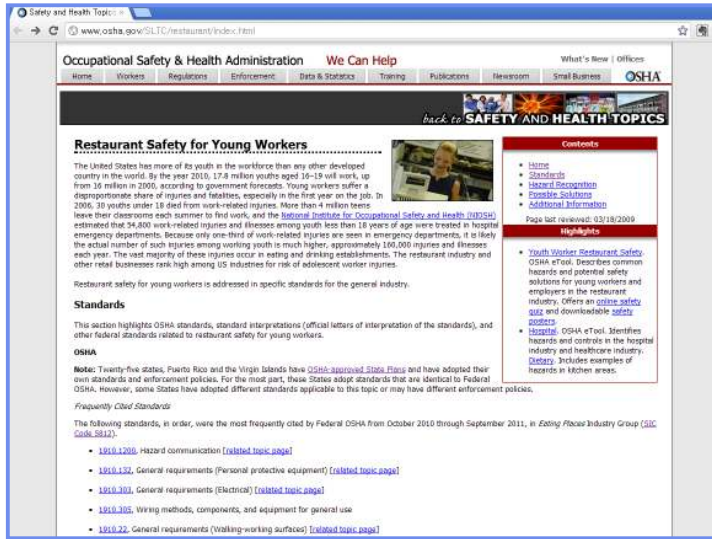 Safety and Health Topics
www.osha.gov/SLTC/restaurant/index.html
Occupational Safety & Health Administration We Can Help
What's New | Offices
Home Workers Regulations Enforcement Data & Statistics Training Publications Newsroom Small Business OSHA
back to SAFETY AND HEALTH TOPICS
Restaurant Safety for Young Workers
The United States has more of its youth in the workforce than any other developed
country in the world. By the year 2010, 17.8 million youths aged 16–19 will work, up
from 16 million in 2000, according to government forecasts. Young workers suffer a
disproportionate share of injuries and fatalities, especially in the first year on the job. In
2006, 30 youths under 18 died from work-related injuries. More than 4 million teens
leave their classrooms each summer to find work, and the National Institute for Occupational Safety and Health (NIOSH)
estimated that 54,800 work-related injuries and illnesses among youth less than 18 years of age were treated in hospital
emergency departments. Because only one-third of work-related injuries are seen in emergency departments, it is likely
the actual number of such injuries among working youth is much higher, approximately 160,000 injuries and illnesses
each year. The vast majority of these injuries occur in eating and drinking establishments. The restaurant industry and
other retail businesses rank high among US industries for risk of adolescent worker injuries.
Restaurant safety for young workers is addressed in specific standards for the general industry.
Standards
This section highlights OSHA standards, standard interpretations (official letters of interpretation of the standards), and
other federal standards related to restaurant safety for young workers.
OSHA
Note: Twenty-five states, Puerto Rico and the Virgin Islands have OSHA-approved State Plans and have adopted their
own standards and enforcement policies. For the most part, these States adopt standards that are identical to Federal
OSHA. However, some States have adopted different standards applicable to this topic or may have different enforcement policies.
Frequently Cited Standards
The following standards, in order, were the most frequently cited by Federal OSHA from October 2010 through September 2011, in Eating Places Industry Group (SIC
Code 5812).
• 1910.1200, Hazard communication [related topic page]
• 1910.132, General requirements (Personal protective equipment) [related topic page]
• 1910.303, General requirements (Electrical) [related topic page]
• 1910.305, Wiring methods, components, and equipment for general use
• 1910.22, General requirements (Walking-working surfaces) [related topic page]
Contents
• Home
• Standards
• Hazard Recognition
• Possible Solutions
• Additional Information
Page last reviewed: 03/18/2009
Highlights
• Youth Worker Restaurant Safety.
OSHA eTool. Describes common
hazards and potential safety
solutions for young workers and
employers in the restaurant
industry. Offers an online safety
quiz and downloadable safety
posters.
• Hospital. OSHA eTool. Identifies
hazards and controls in the hospital
industry and healthcare industry.
Dietary. Includes examples of
hazards in kitchen areas.